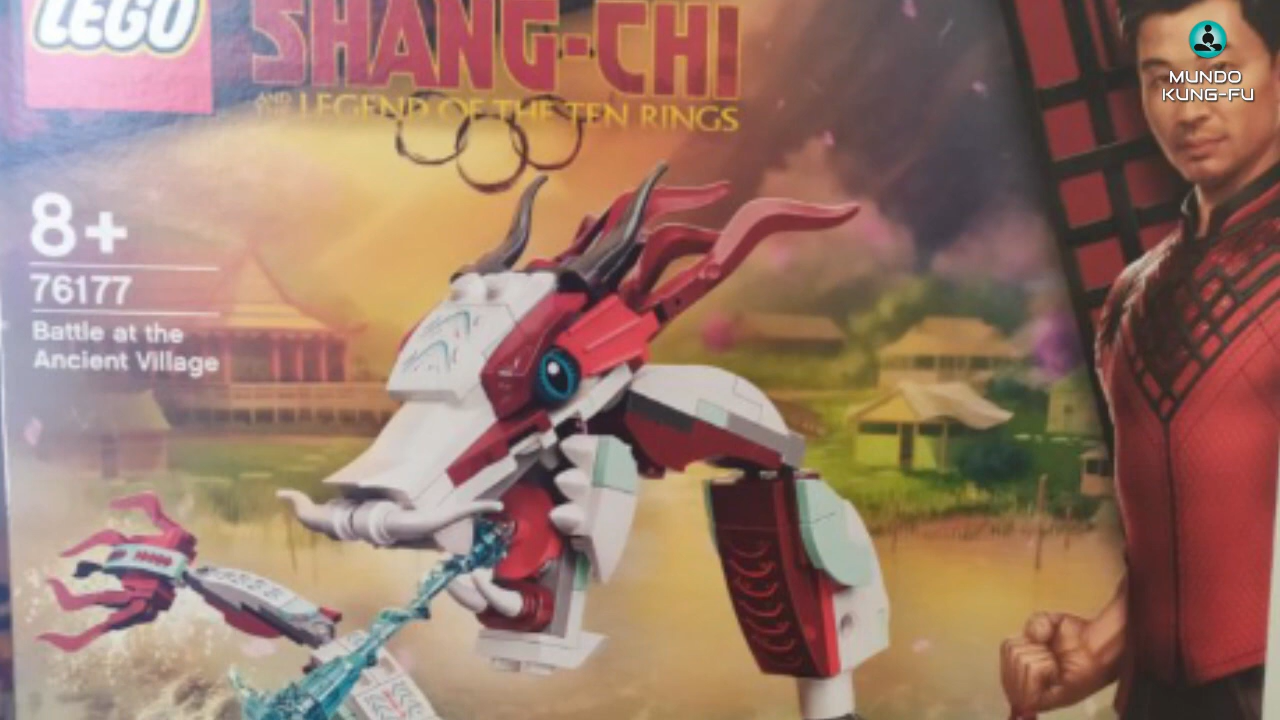 LEGO
SHANG-CHI
AND THE LEGEND OF THE TEN RINGS
8+
76177
Battle at the
Ancient Village
MUNDO
KUNG-FU